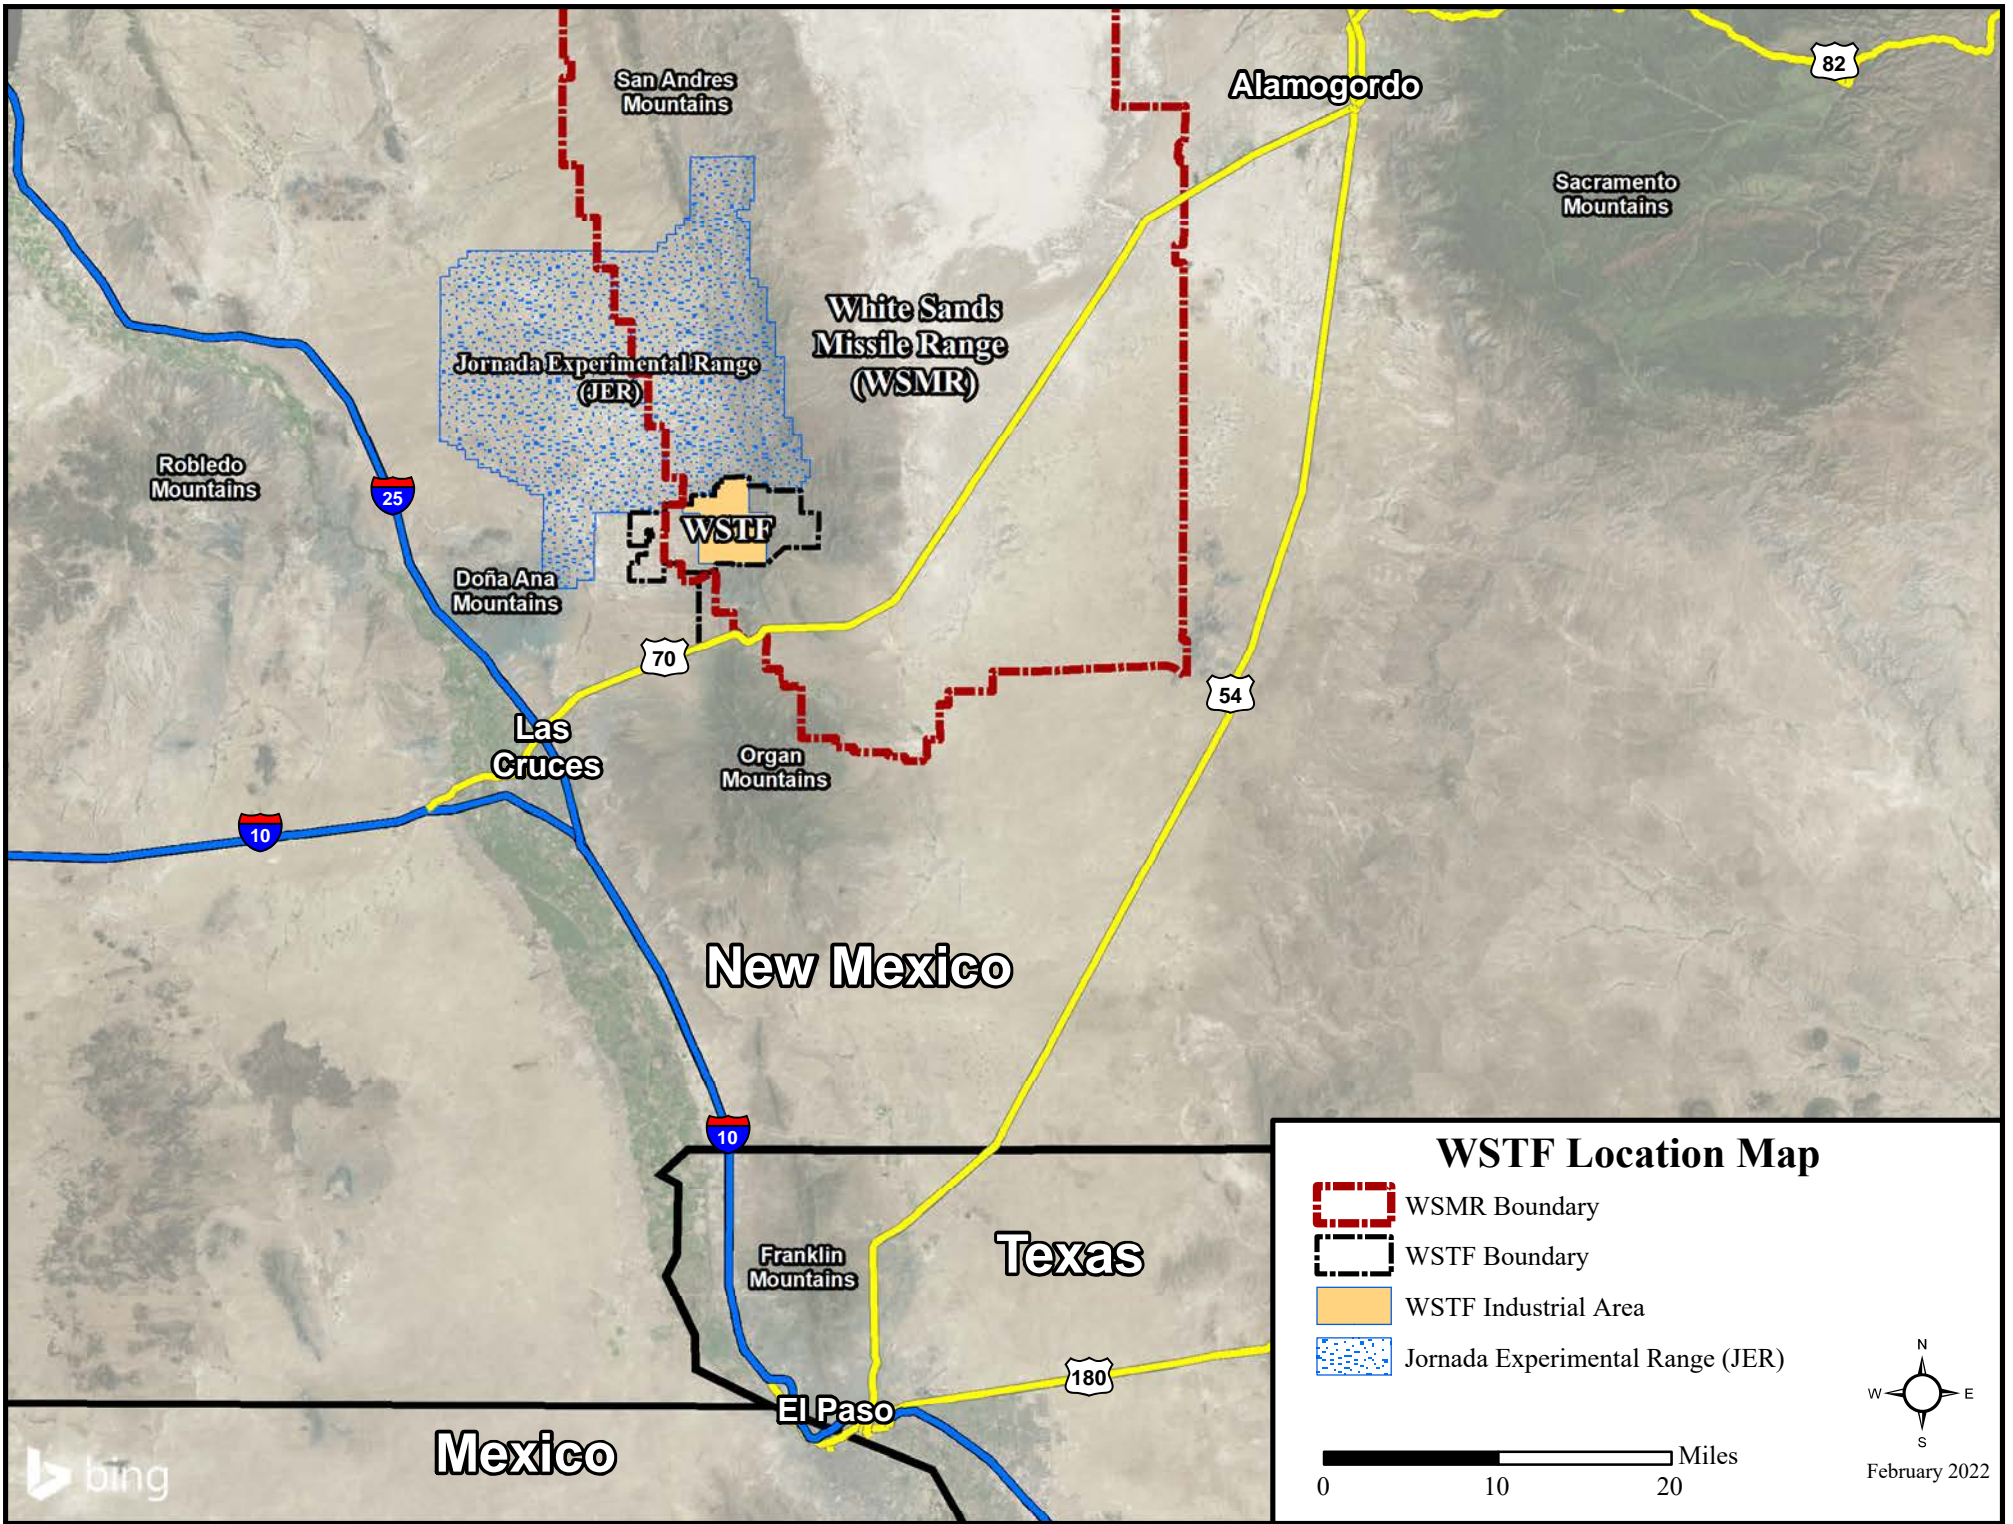 San Andres
Mountains
Alamogordo
82
Sacramento
Mountains
White Sands
Missile Range
(WSMR)
Jornada Experimental Range
(JER)
Robledo
Mountains
25
WSTF
Doña Ana
Mountains
70
54
Las
Cruces
Organ
Mountains
10
New Mexico
10
Texas
Franklin
Mountains
180
El Paso
Mexico
bing
WSTF Location Map
WSMR Boundary
WSTF Boundary
WSTF Industrial Area
Jornada Experimental Range (JER)
N
W E
S
Miles
0 10 20
February 2022